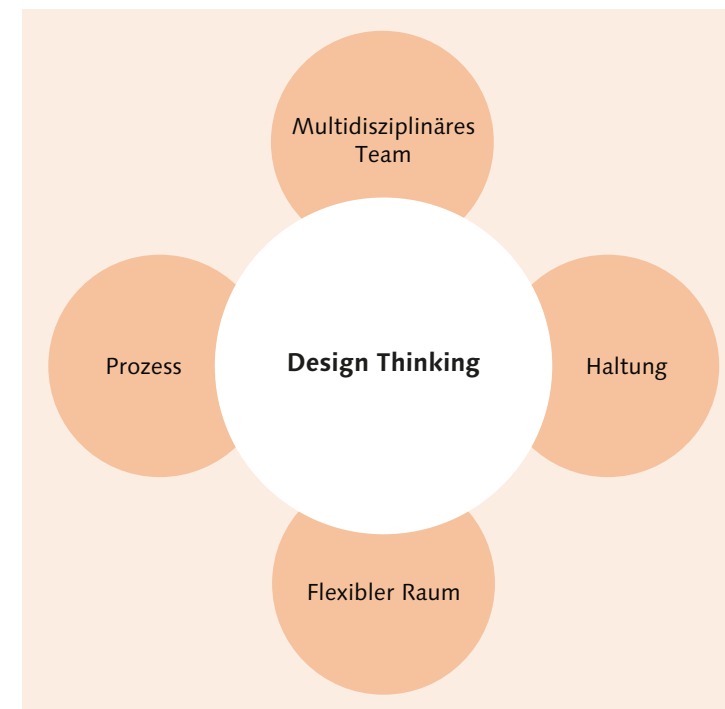 Multidisziplinäres
Team
Prozess
Design Thinking
Haltung
Flexibler Raum